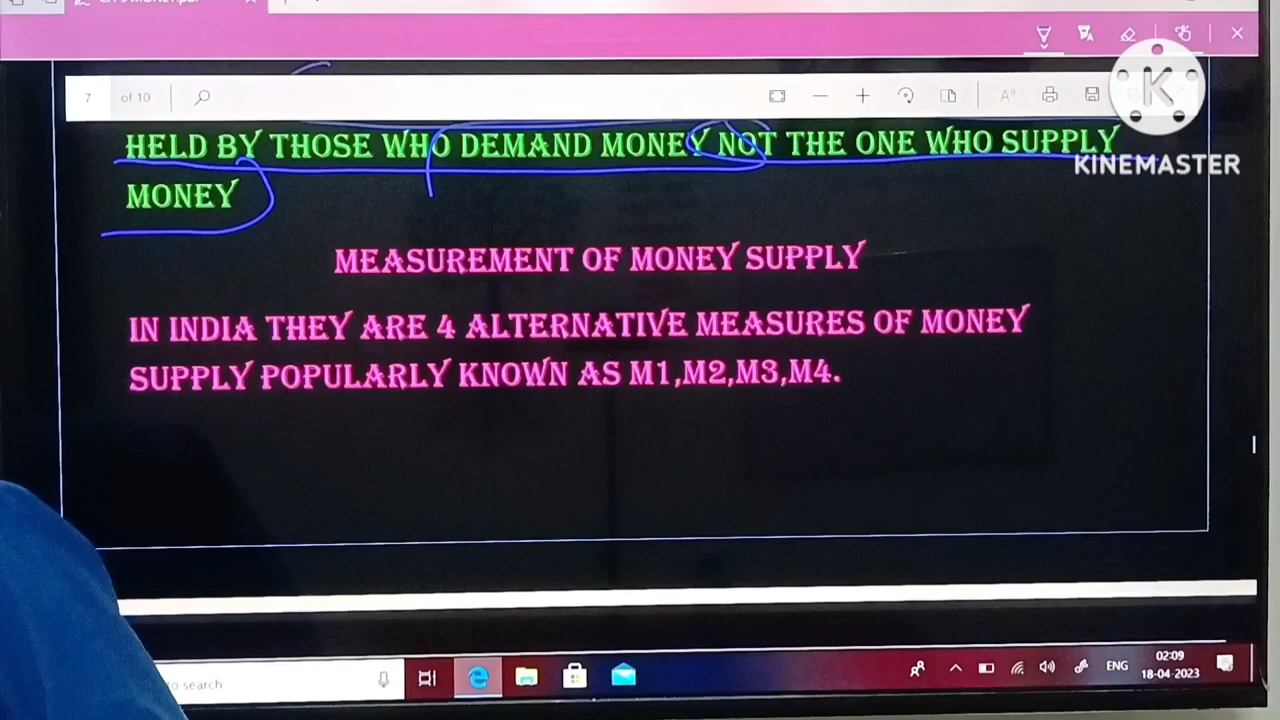 7 of 10
HELD BY THOSE WHO DEMAND MONEY NOT THE ONE WHO SUPPLY
MONEY
K
KINEMASTER
MEASUREMENT OF MONEY SUPPLY
IN INDIA THEY ARE 4 ALTERNATIVE MEASURES OF MONEY
SUPPLY POPULARLY KNOWN AS M1,M2,M3,M4.
to search
ENG
02:09
18-04-2023